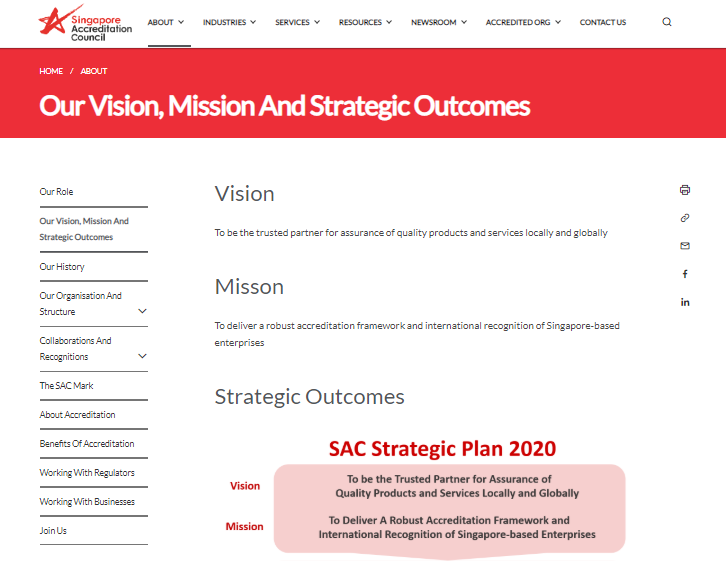 Singapore
Accreditation
Council
ABOUT
INDUSTRIES
SERVICES
RESOURCES
NEWSROOM
ACCREDITED ORG
CONTACT US
HOME / ABOUT
Our Vision, Mission And Strategic Outcomes
Our Role
Our Vision, Mission And
Strategic Outcomes
Our History
Our Organisation And
Structure
Collaborations And
Recognitions
The SAC Mark
About Accreditation
Benefits Of Accreditation
Working With Regulators
Working With Businesses
Join Us
Vision
To be the trusted partner for assurance of quality products and services locally and globally
Misson
To deliver a robust accreditation framework and international recognition of Singapore-based
enterprises
Strategic Outcomes
SAC Strategic Plan 2020
Vision
To be the Trusted Partner for Assurance of
Quality Products and Services Locally and Globally
Mission
To Deliver A Robust Accreditation Framework and
International Recognition of Singapore-based Enterprises